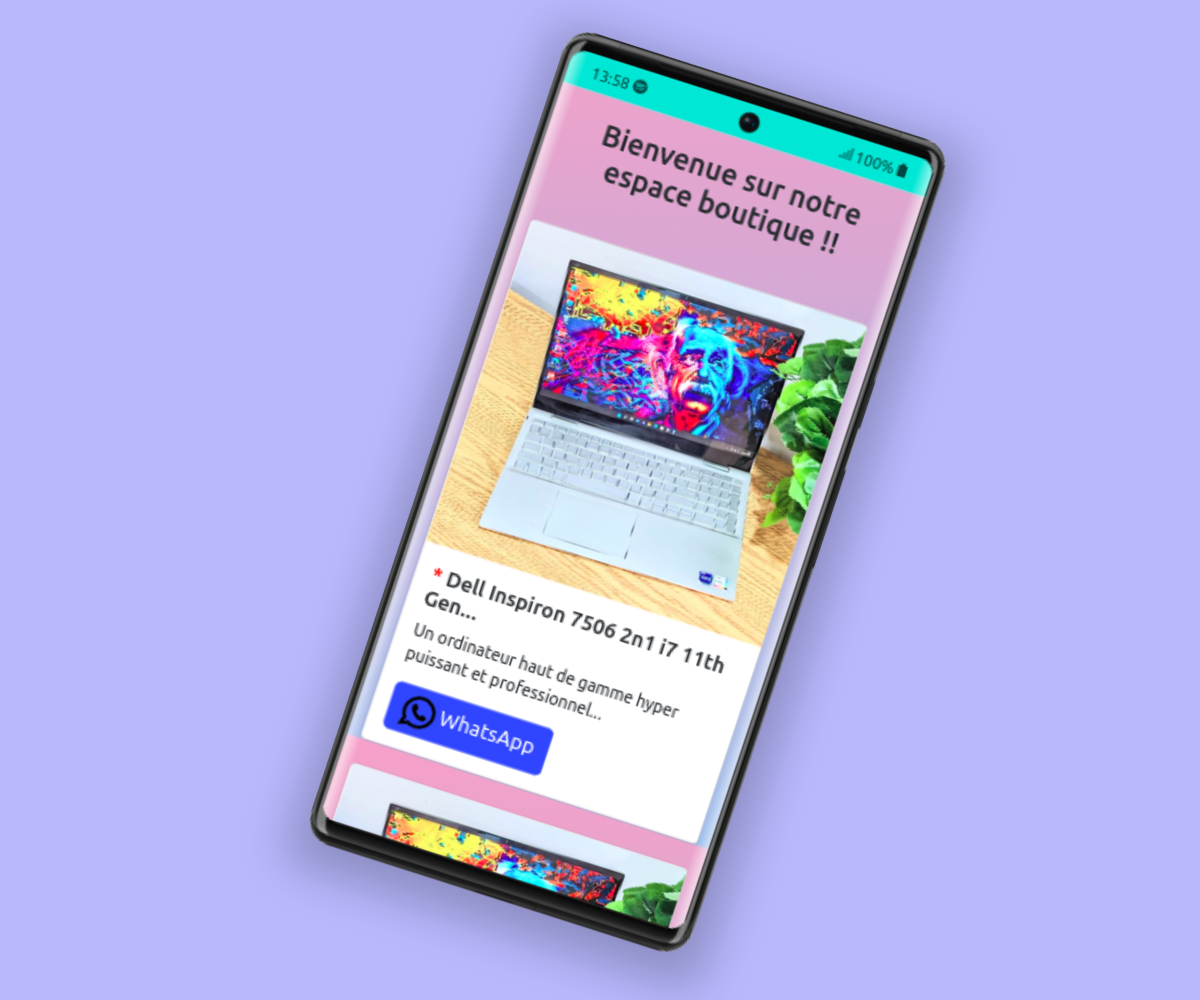 13:58
100%
Bienvenue sur notre
espace boutique !!
* Dell Inspiron 7506 2n1 i7 11th
Gen...
Un ordinateur haut de gamme hyper
puissant et professionnel...
WhatsApp